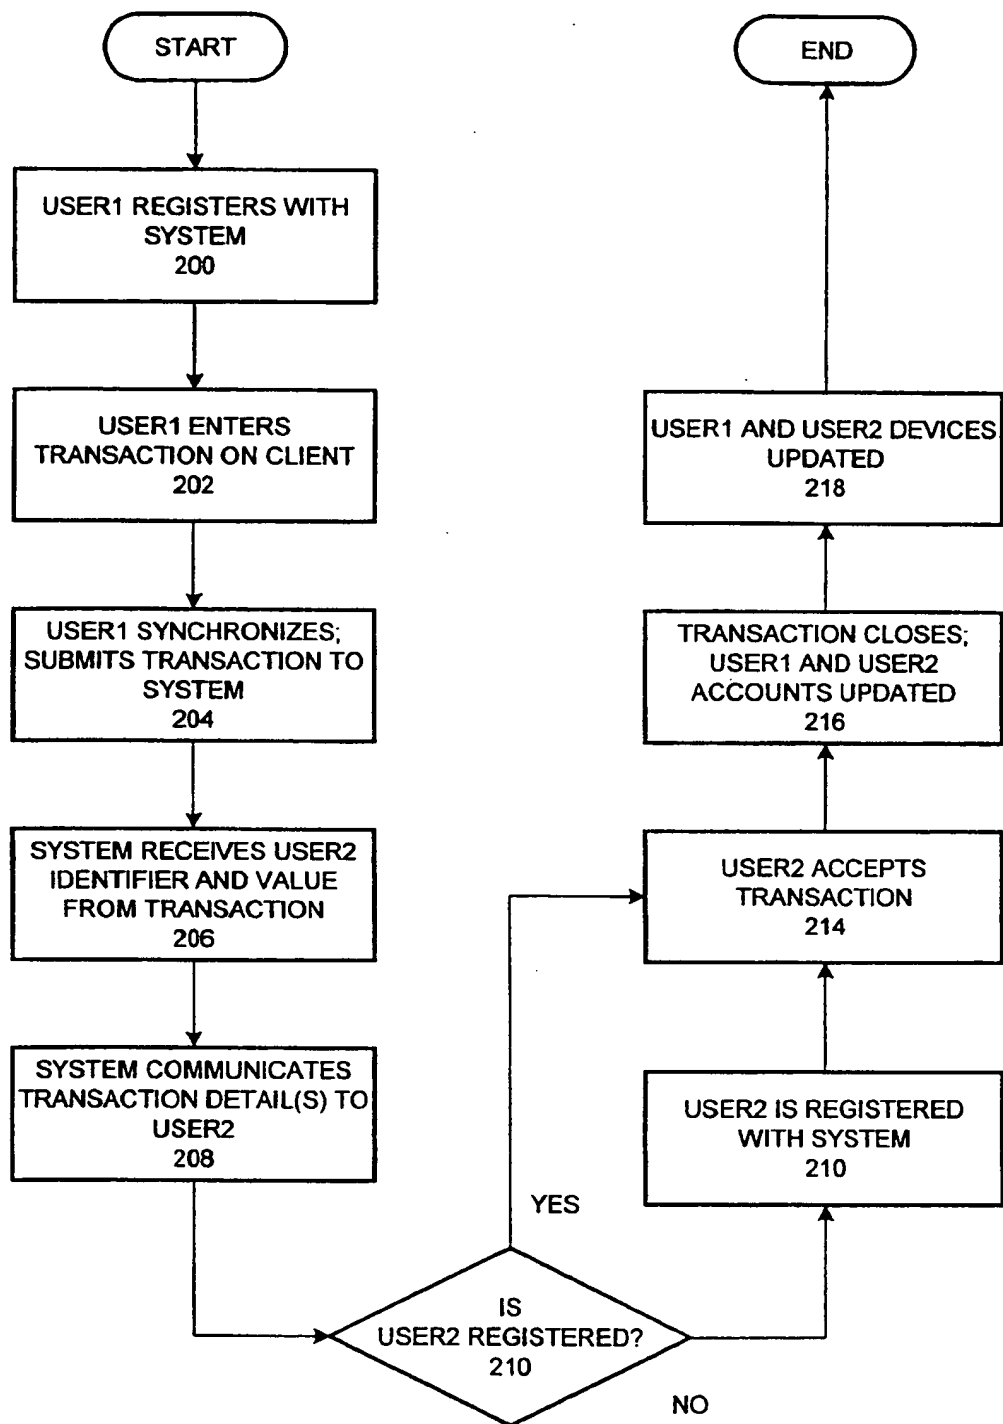 START
USER1 REGISTERS WITH
SYSTEM
200
USER1 ENTERS
TRANSACTION ON CLIENT
202
USER1 SYNCHRONIZES;
SUBMITS TRANSACTION TO
SYSTEM
204
SYSTEM RECEIVES USER2
IDENTIFIER AND VALUE
FROM TRANSACTION
206
SYSTEM COMMUNICATES
TRANSACTION DETAIL(S) TO
USER2
208
IS
USER2 REGISTERED?
210
YES
NO
USER2 IS REGISTERED
WITH SYSTEM
210
USER2 ACCEPTS
TRANSACTION
214
TRANSACTION CLOSES;
USER1 AND USER2
ACCOUNTS UPDATED
216
USER1 AND USER2 DEVICES
UPDATED
218
END